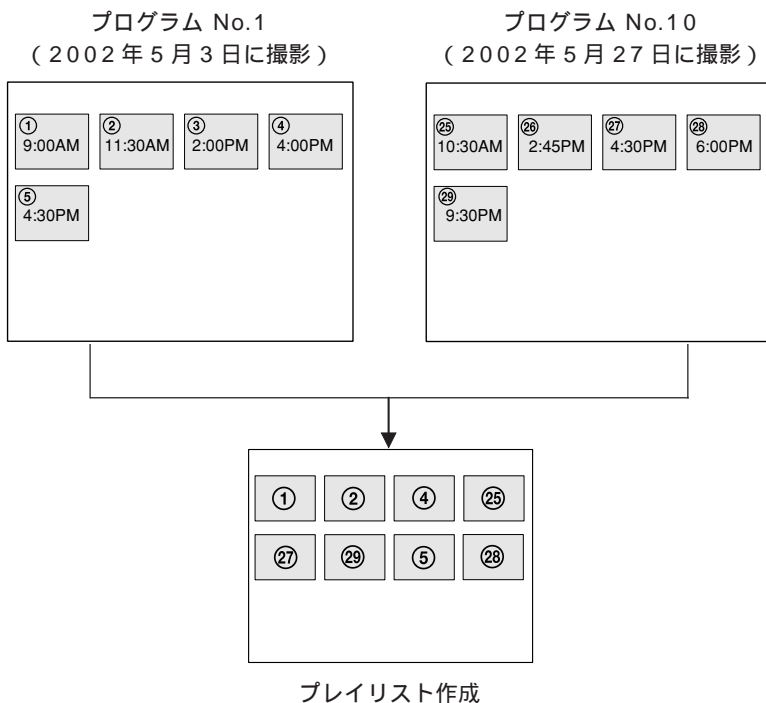 プログラム No.1
(2002年5月3日に撮影)
① ② ③ ④
9:00AM 11:30AM 2:00PM 4:00PM
⑤
4:30PM
プログラム No.10
(2002年5月27日に撮影)
㉕ ㉖ ㉗ ㉘
10:30AM 2:45PM 4:30PM 6:00PM
㉙
9:30PM
① ② ④ ㉕
㉗ ㉙ ⑤ ㉘
プレイリスト作成